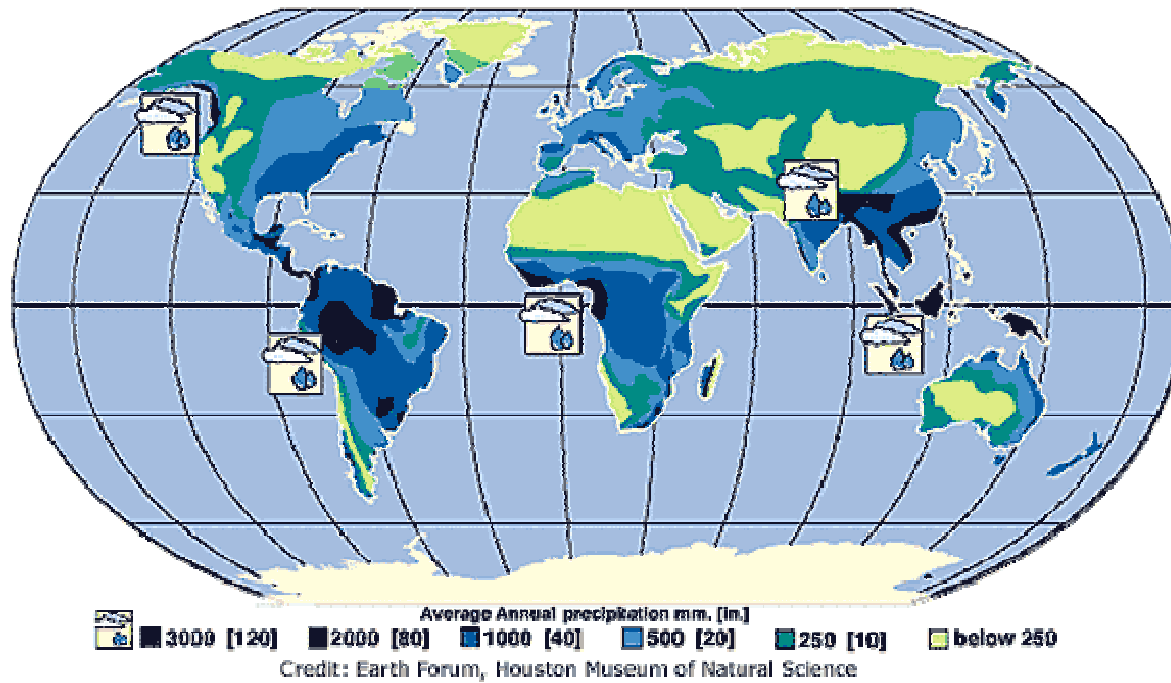 Average Annual precipitation mm. [in.]
3000 [120] 2000 [80] 1000 [40] 500 [20] 250 [10] below 250
Credit: Earth Forum, Houston Museum of Natural Science